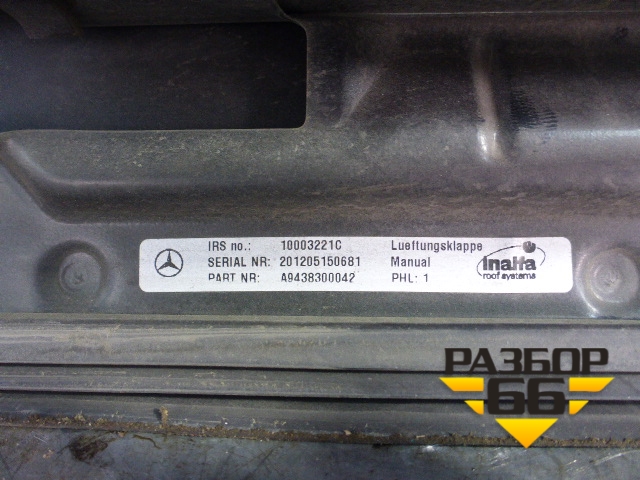 IRS no.: 10003221C Lueftungsklappe
SERIAL NR: 201205150681 Manual
PART NR: A9438300042 PHL: 1
Inalfa
roof systems
РАЗБОР
66